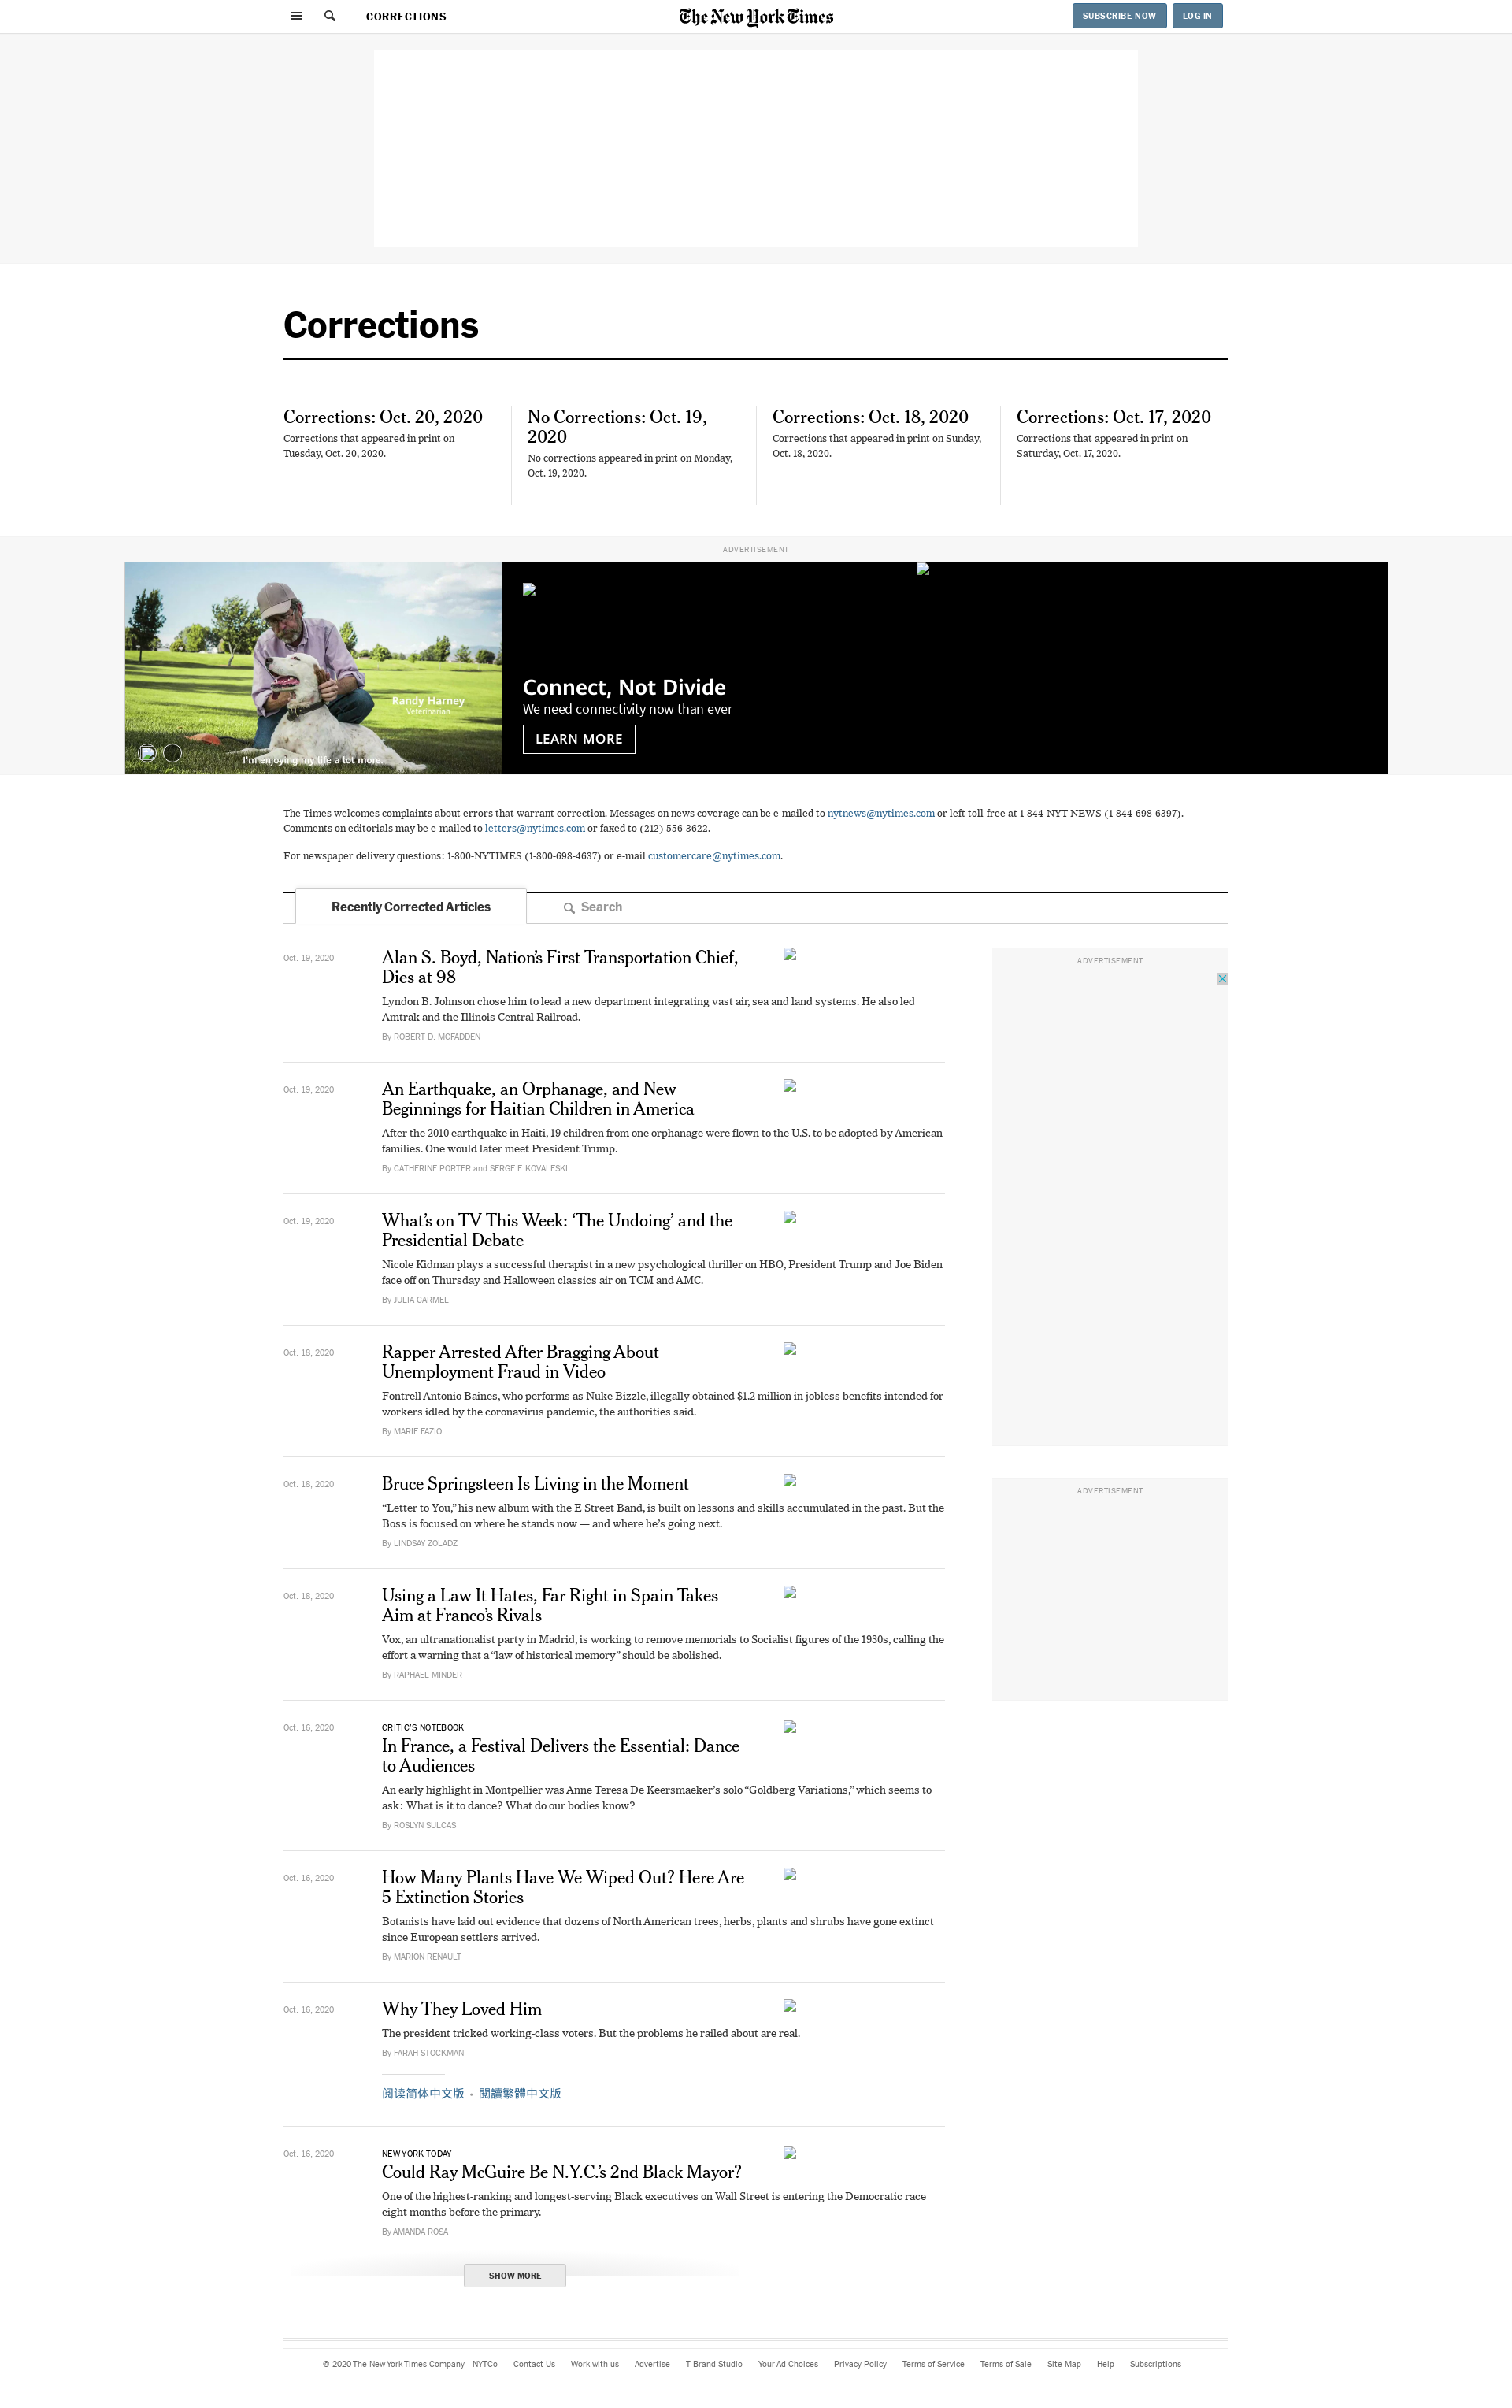 CORRECTIONS
The New York Times
SUBSCRIBE NOW
LOG IN
Corrections
Corrections: Oct. 20, 2020
Corrections that appeared in print on
Tuesday, Oct. 20, 2020.
No Corrections: Oct. 19,
2020
No corrections appeared in print on Monday,
Oct. 19, 2020.
Corrections: Oct. 18, 2020
Corrections that appeared in print on Sunday,
Oct. 18, 2020.
Corrections: Oct. 17, 2020
Corrections that appeared in print on
Saturday, Oct. 17, 2020.
ADVERTISEMENT
Randy Harney
Veterinarian
I'm enjoying my life a lot more.
Connect, Not Divide
We need connectivity now than ever
LEARN MORE
The Times welcomes complaints about errors that warrant correction. Messages on news coverage can be e-mailed to nytnews@nytimes.com or left toll-free at 1-844-NYT-NEWS (1-844-698-6397).
Comments on editorials may be e-mailed to letters@nytimes.com or faxed to (212) 556-3622.
For newspaper delivery questions: 1-800-NYTIMES (1-800-698-4637) or e-mail customercare@nytimes.com.
Recently Corrected Articles
Search
Oct. 19, 2020
Alan S. Boyd, Nation’s First Transportation Chief,
Dies at 98
Lyndon B. Johnson chose him to lead a new department integrating vast air, sea and land systems. He also led
Amtrak and the Illinois Central Railroad.
By ROBERT D. MCFADDEN
ADVERTISEMENT
Oct. 19, 2020
An Earthquake, an Orphanage, and New
Beginnings for Haitian Children in America
After the 2010 earthquake in Haiti, 19 children from one orphanage were flown to the U.S. to be adopted by American
families. One would later meet President Trump.
By CATHERINE PORTER and SERGE F. KOVALESKI
Oct. 19, 2020
What’s on TV This Week: ‘The Undoing’ and the
Presidential Debate
Nicole Kidman plays a successful therapist in a new psychological thriller on HBO, President Trump and Joe Biden
face off on Thursday and Halloween classics air on TCM and AMC.
By JULIA CARMEL
Oct. 18, 2020
Rapper Arrested After Bragging About
Unemployment Fraud in Video
Fontrell Antonio Baines, who performs as Nuke Bizzle, illegally obtained $1.2 million in jobless benefits intended for
workers idled by the coronavirus pandemic, the authorities said.
By MARIE FAZIO
Oct. 18, 2020
Bruce Springsteen Is Living in the Moment
“Letter to You,” his new album with the E Street Band, is built on lessons and skills accumulated in the past. But the
Boss is focused on where he stands now — and where he’s going next.
By LINDSAY ZOLADZ
ADVERTISEMENT
Oct. 18, 2020
Using a Law It Hates, Far Right in Spain Takes
Aim at Franco’s Rivals
Vox, an ultranationalist party in Madrid, is working to remove memorials to Socialist figures of the 1930s, calling the
effort a warning that a “law of historical memory” should be abolished.
By RAPHAEL MINDER
Oct. 16, 2020
CRITIC’S NOTEBOOK
In France, a Festival Delivers the Essential: Dance
to Audiences
An early highlight in Montpellier was Anne Teresa De Keersmaeker’s solo “Goldberg Variations,” which seems to
ask: What is it to dance? What do our bodies know?
By ROSLYN SULCAS
Oct. 16, 2020
How Many Plants Have We Wiped Out? Here Are
5 Extinction Stories
Botanists have laid out evidence that dozens of North American trees, herbs, plants and shrubs have gone extinct
since European settlers arrived.
By MARION RENAULT
Oct. 16, 2020
Why They Loved Him
The president tricked working-class voters. But the problems he railed about are real.
By FARAH STOCKMAN
阅读简体中文版 • 閱讀繁體中文版
Oct. 16, 2020
NEW YORK TODAY
Could Ray McGuire Be N.Y.C.’s 2nd Black Mayor?
One of the highest-ranking and longest-serving Black executives on Wall Street is entering the Democratic race
eight months before the primary.
By AMANDA ROSA
SHOW MORE
© 2020 The New York Times Company NYTCo Contact Us Work with us Advertise T Brand Studio Your Ad Choices Privacy Policy Terms of Service Terms of Sale Site Map Help Subscriptions